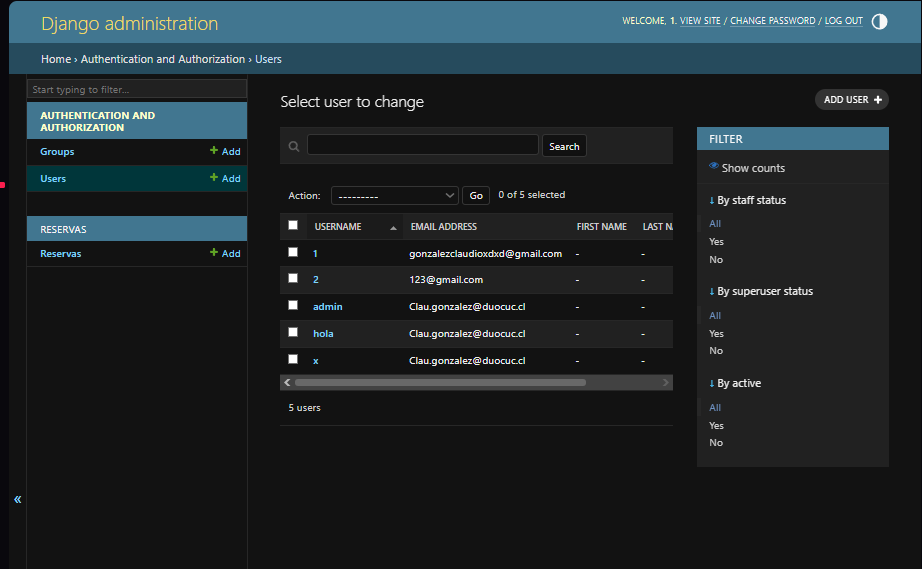 Django administration
WELCOME, 1. VIEW SITE / CHANGE PASSWORD / LOG OUT
Home › Authentication and Authorization › Users
Start typing to filter...
AUTHENTICATION AND
AUTHORIZATION
Groups + Add
Users + Add
RESERVAS
Reservas + Add
Select user to change
ADD USER +
Search
Action: --------- Go 0 of 5 selected
USERNAME EMAIL ADDRESS FIRST NAME LAST NA
1 gonzalezclaudioxdxd@gmail.com - -
2 123@gmail.com - -
admin Clau.gonzalez@duocuc.cl - -
hola Clau.gonzalez@duocuc.cl - -
x Clau.gonzalez@duocuc.cl - -
5 users
FILTER
Show counts
↓ By staff status
All
Yes
No
↓ By superuser status
All
Yes
No
↓ By active
All
Yes
No
«